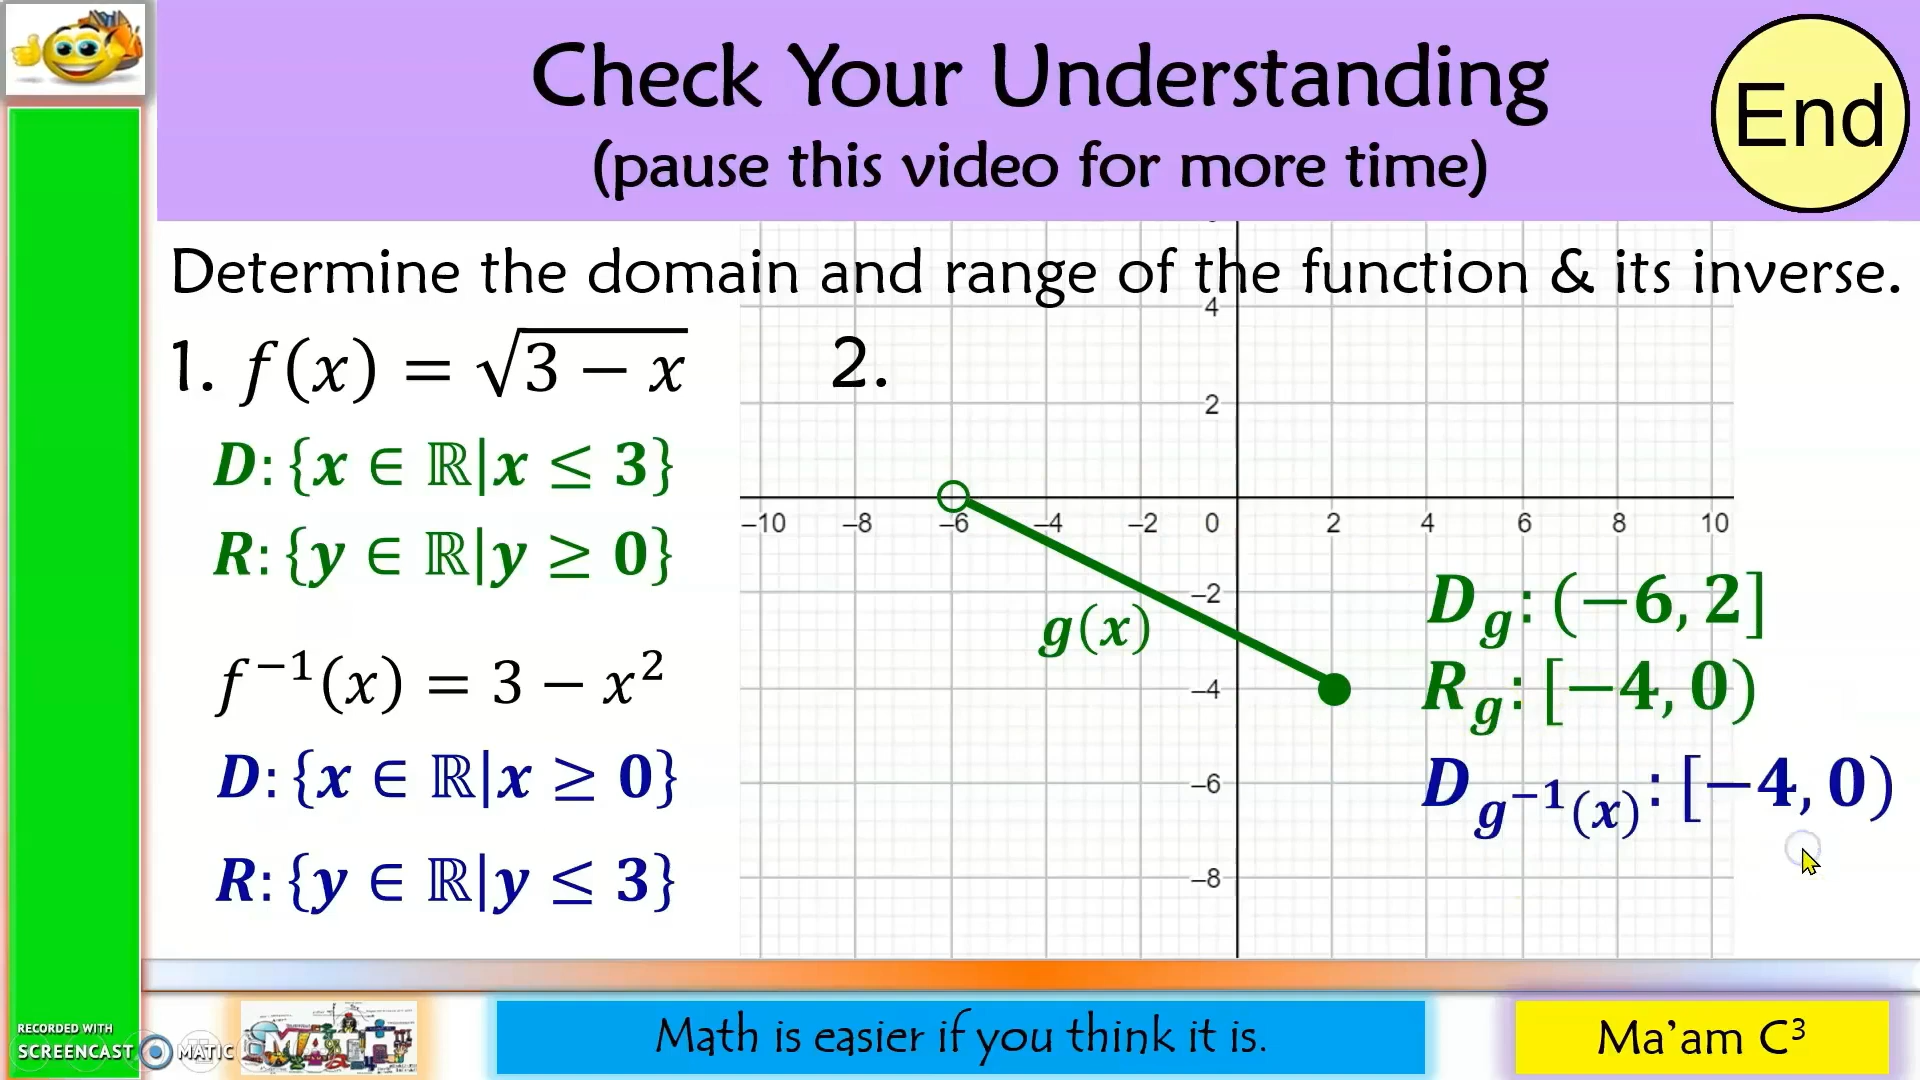 Check Your Understanding
(pause this video for more time)
End
Determine the domain and range of the function & its inverse.
1. f(x) = √3 − x
D: {x ∈ ℝ|x ≤ 3}
R: {y ∈ ℝ|y ≥ 0}
f⁻¹(x) = 3 − x²
D: {x ∈ ℝ|x ≥ 0}
R: {y ∈ ℝ|y ≤ 3}
2.
4
2
–10 –8 –6 –4 –2 0 2 4 6 8 10
–2
–4
–6
–8
g(x)
D_g: (−6, 2]
R_g: [−4, 0)
D_g⁻¹(x): [−4, 0)
RECORDED WITH
SCREENCAST MATIC
MATH
Math is easier if you think it is.
Ma’am C³